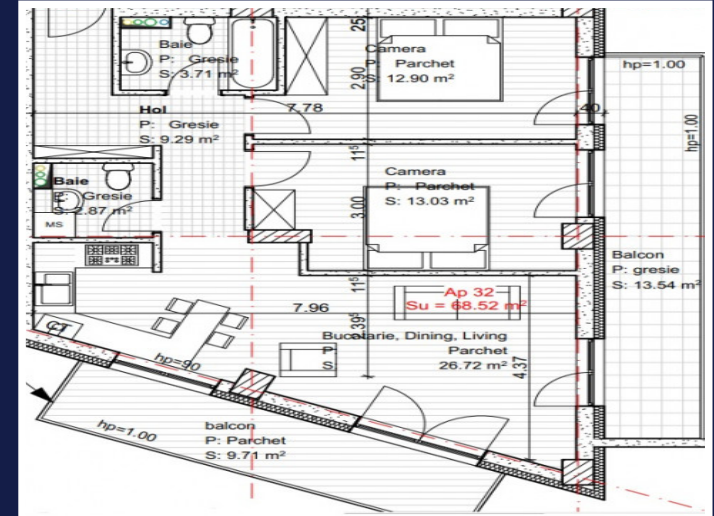 Baie
P: Gresie
S: 3.71 m²
25
Camera
P: Parchet
S: 12.90 m²
2.90
hp=1.00
hp=1.00
Hol
P: Gresie
S: 9.29 m²
7.78
40
11⁵
Baie
P: Gresie
S: 2.87 m²
MS
Camera
P: Parchet
S: 13.03 m²
3.00
Balcon
P: gresie
S: 13.54 m²
11⁵
Ap 32
Su = 68.52 m²
7.96
CT
Bucatarie, Dining, Living
P: Parchet
S: 26.72 m²
4.37
hp=90
hp=1.00
balcon
P: Parchet
S: 9.71 m²